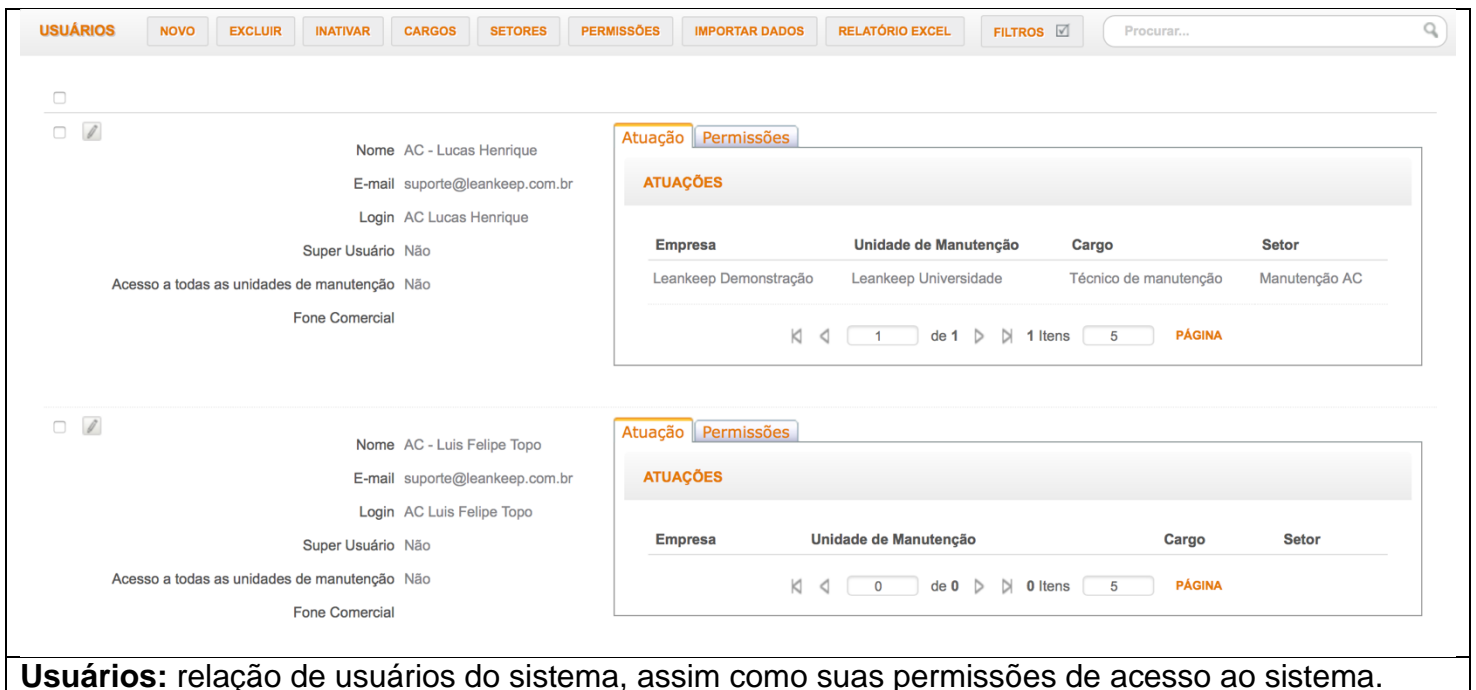 USUÁRIOS NOVO EXCLUIR INATIVAR CARGOS SETORES PERMISSÕES IMPORTAR DADOS RELATÓRIO EXCEL FILTROS Procurar...
Atuação Permissões
Nome AC - Lucas Henrique
E-mail suporte@leankeep.com.br
Login AC Lucas Henrique
Super Usuário Não
Acesso a todas as unidades de manutenção Não
Fone Comercial
ATUAÇÕES
Empresa Unidade de Manutenção Cargo Setor
Leankeep Demonstração Leankeep Universidade Técnico de manutenção Manutenção AC
1 de 1 1 Itens 5 PÁGINA
Atuação Permissões
Nome AC - Luis Felipe Topo
E-mail suporte@leankeep.com.br
Login AC Luis Felipe Topo
Super Usuário Não
Acesso a todas as unidades de manutenção Não
Fone Comercial
ATUAÇÕES
Empresa Unidade de Manutenção Cargo Setor
0 de 0 0 Itens 5 PÁGINA
Usuários: relação de usuários do sistema, assim como suas permissões de acesso ao sistema.